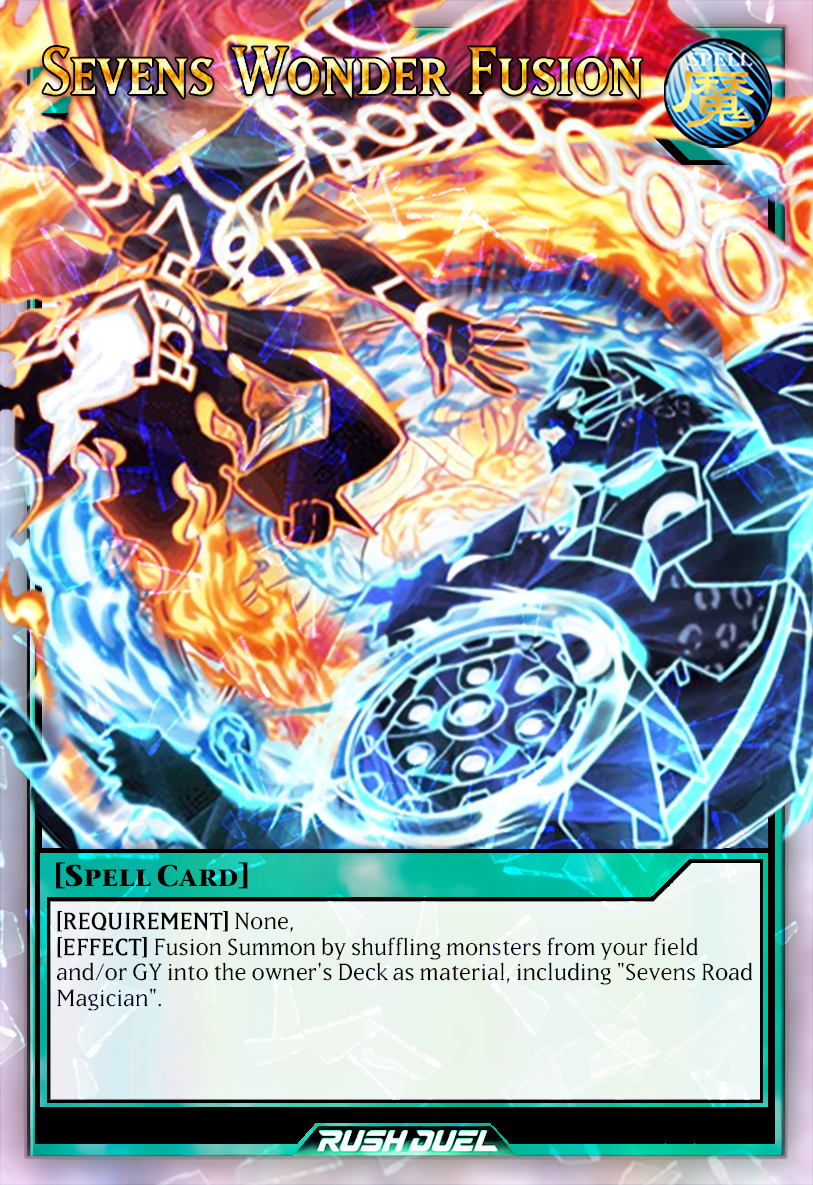 Sevens Wonder Fusion
SPELL
魔
[Spell Card]
[REQUIREMENT] None,
[EFFECT] Fusion Summon by shuffling monsters from your field
and/or GY into the owner's Deck as material, including "Sevens Road
Magician".
RUSH DUEL